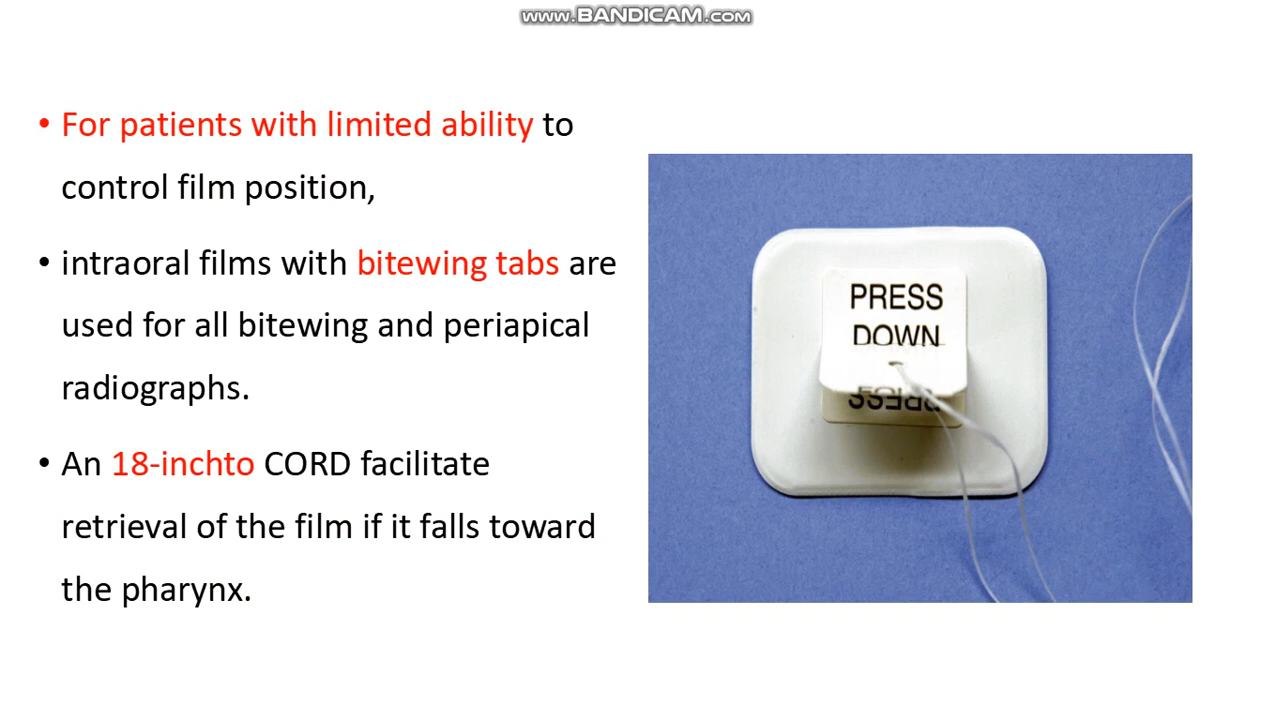 www.BANDICAM.com
• For patients with limited ability to
control film position,
• intraoral films with bitewing tabs are
used for all bitewing and periapical
radiographs.
• An 18-inchto CORD facilitate
retrieval of the film if it falls toward
the pharynx.
PRESS
DOWN
PRESS